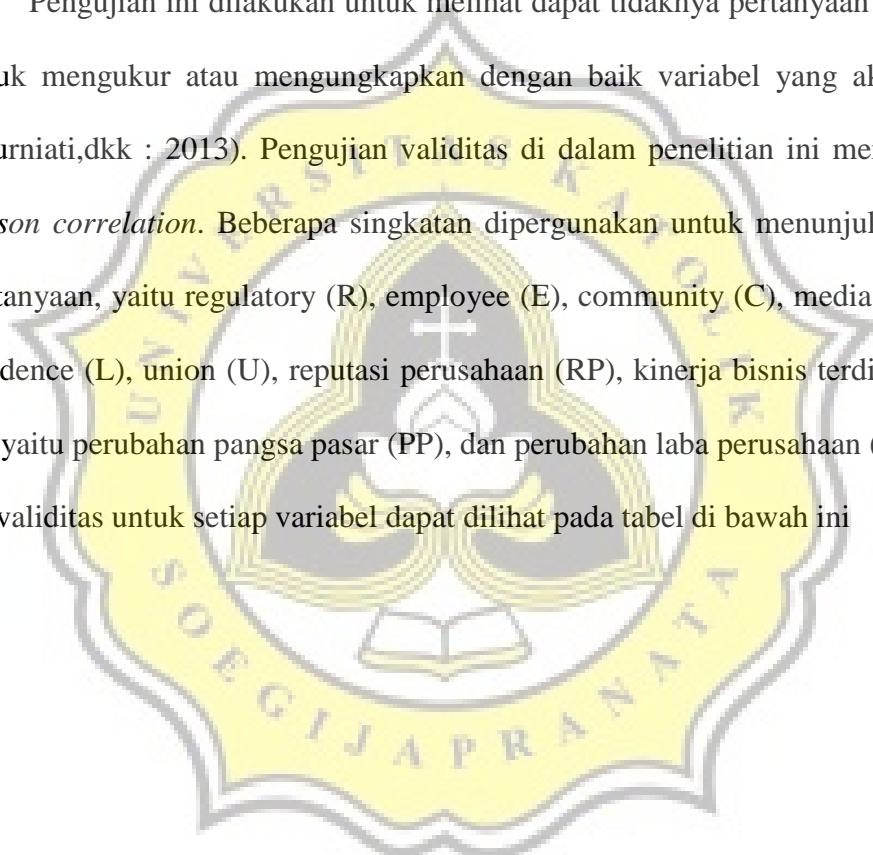 Pengujian ini dilakukan untuk melihat dapat tidaknya pertanyaan
uk mengukur atau mengungkapkan dengan baik variabel yang ak
urniati,dkk : 2013). Pengujian validitas di dalam penelitian ini me
son correlation. Beberapa singkatan dipergunakan untuk menunjuk
tanyaan, yaitu regulatory (R), employee (E), community (C), media
dence (L), union (U), reputasi perusahaan (RP), kinerja bisnis terdi
yaitu perubahan pangsa pasar (PP), dan perubahan laba perusahaan (
validitas untuk setiap variabel dapat dilihat pada tabel di bawah ini
UNIVERSITAS KATOLIK
SOEGIJAPRANATA